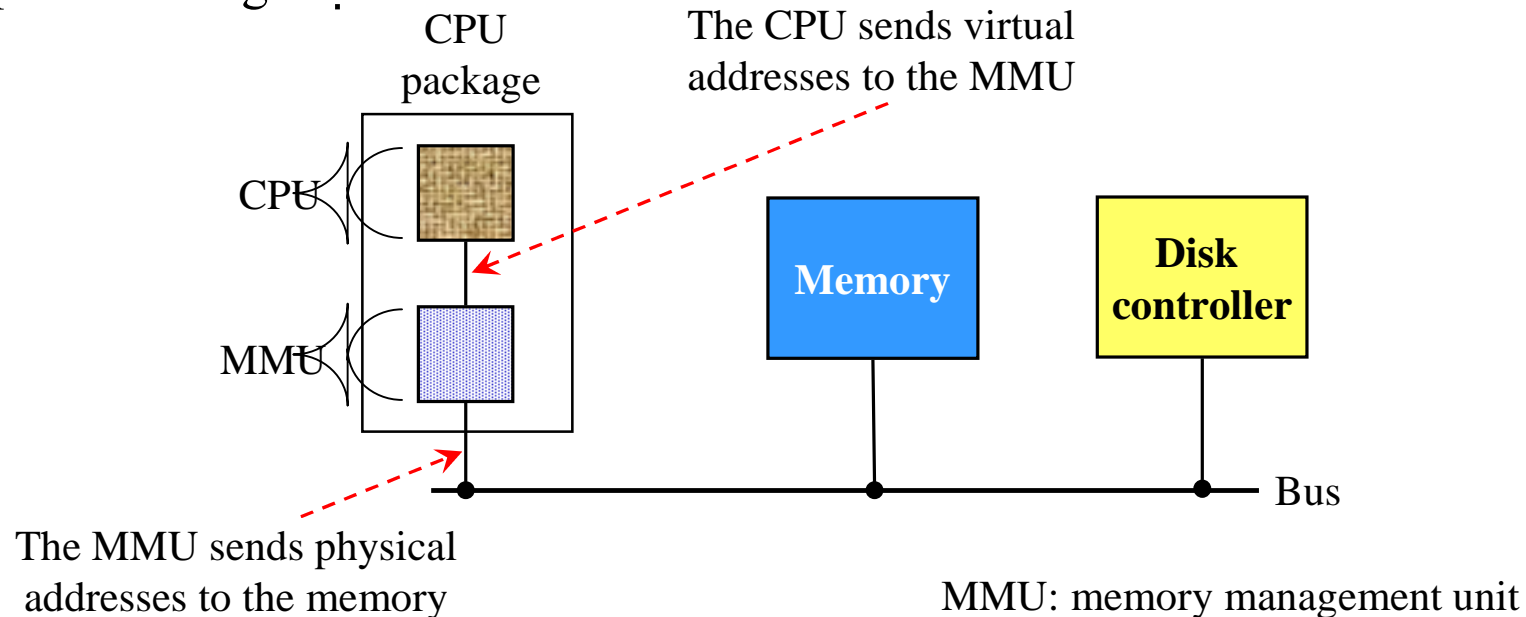 CPU
package
The CPU sends virtual
addresses to the MMU
CPU
MMU
Memory
Disk
controller
Bus
The MMU sends physical
addresses to the memory
MMU: memory management unit